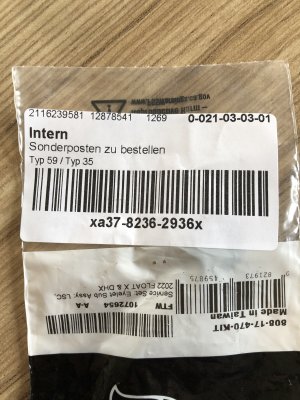 2116239581 12878541 1269 0-021-03-03-01
Intern
Sonderposten zu bestellen
Typ 59 / Typ 35
xa37-8236-2936x
808-17-470-KIT
Made in Taiwan
FTW 1072654 A-A
Service Set: Eyelet Sub Assy: LSC,
2022 FLOAT X & DHX